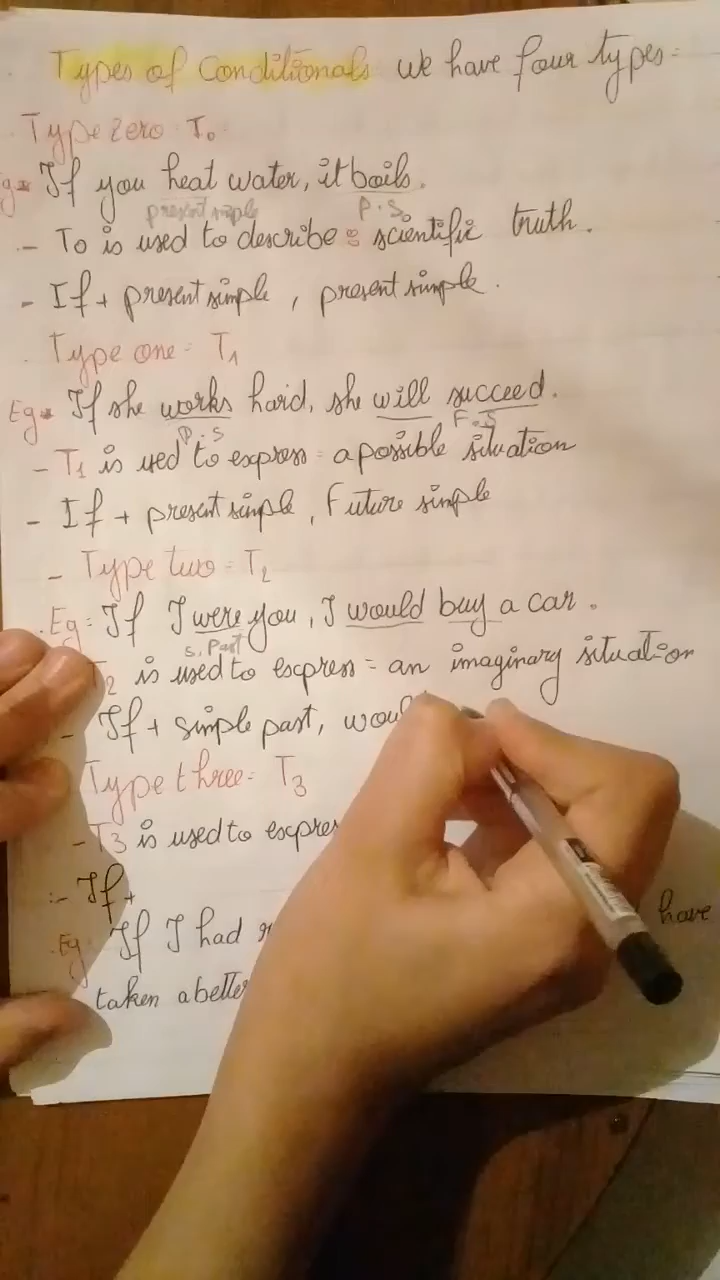 Types of Conditionals we have four types=
Type zero = T0
If you heat water, it boils.
present simple P.S
- T0 is used to describe : scientific truth.
- If + present simple, present simple.
Type one = T1
Eg= If she works hard, she will succeed.
P.S F.S
- T1 is used to express = a possible situation
- If + present simple, Future simple
- Type two = T2
Eg= If I were you, I would buy a car.
S. Past
2 is used to express = an imaginary situation
- If + simple past,
Type three = T3
- T3 is used to
:- If +
Eg: If I had have
taken a better